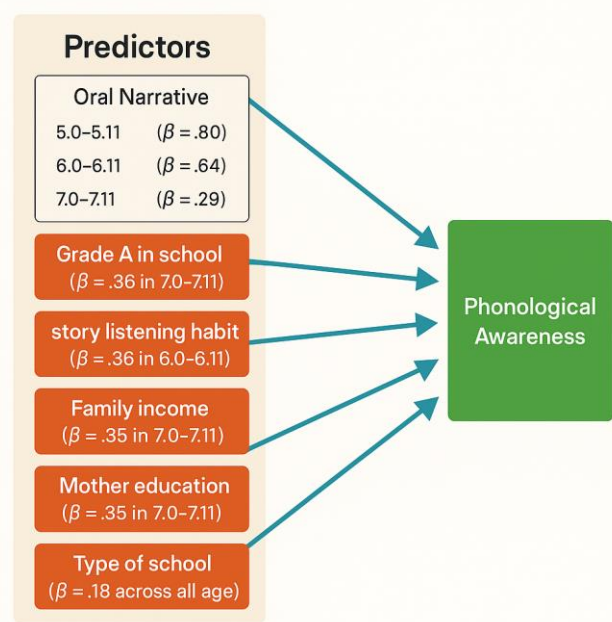 Predictors
Oral Narrative
5.0–5.11 (β = .80)
6.0–6.11 (β = .64)
7.0–7.11 (β = .29)
Grade A in school
(β = .36 in 7.0–7.11)
story listening habit
(β = .36 in 6.0–6.11)
Family income
(β = .35 in 7.0–7.11)
Mother education
(β = .35 in 7.0–7.11)
Type of school
(β = .18 across all age)
Phonological
Awareness